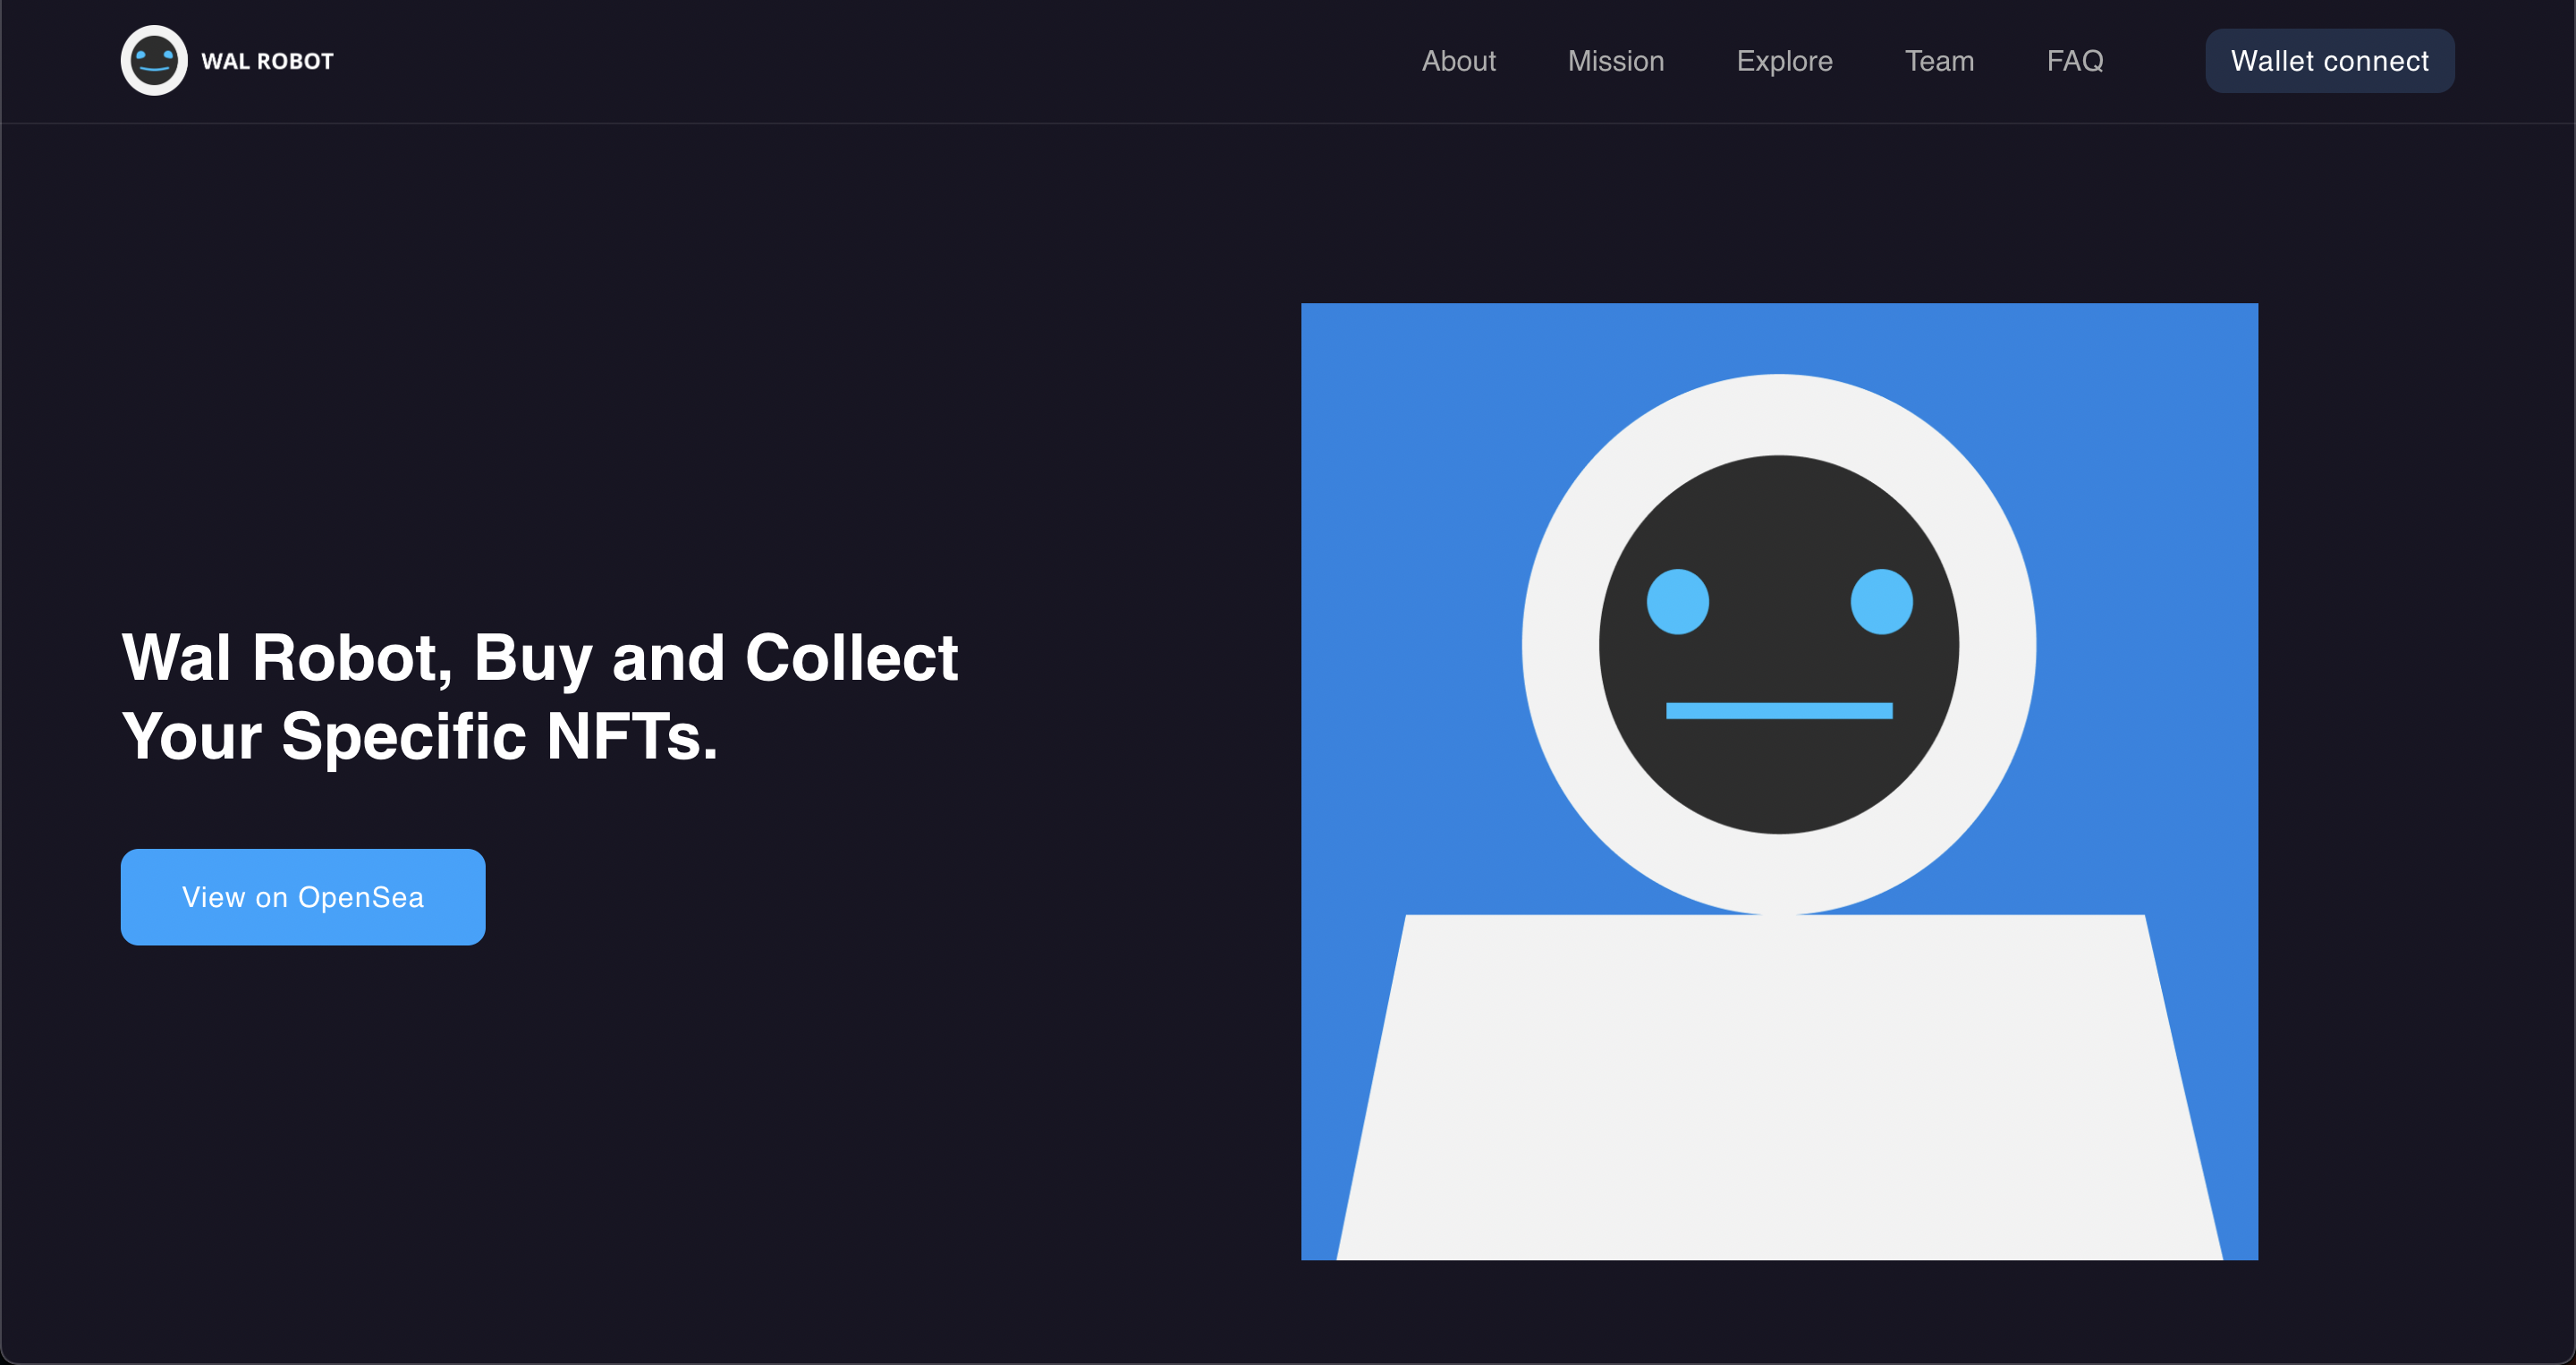 WAL ROBOT
About
Mission
Explore
Team
FAQ
Wallet connect
Wal Robot, Buy and Collect
Your Specific NFTs.
View on OpenSea